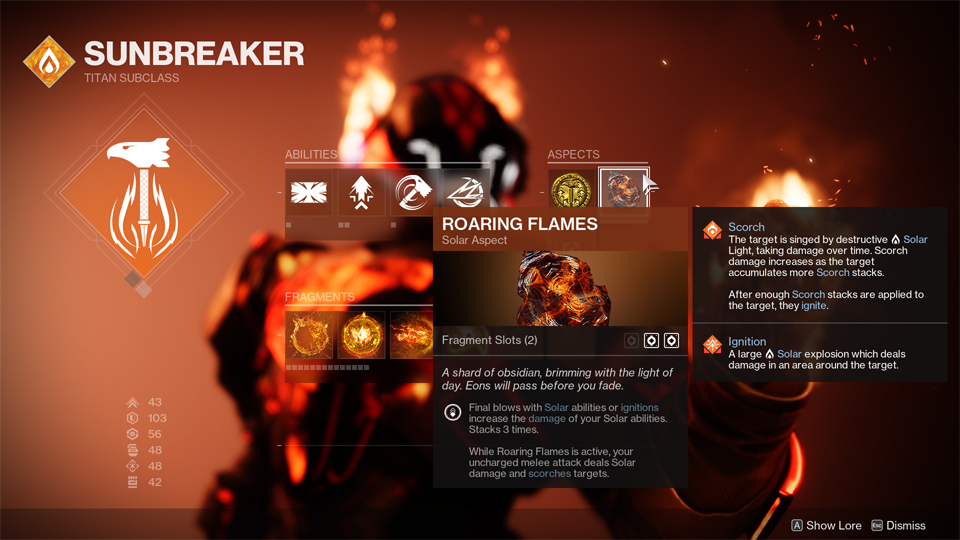 SUNBREAKER
TITAN SUBCLASS
ABILITIES
ASPECTS
FRAGMENTS
ROARING FLAMES
Solar Aspect
Fragment Slots (2)
A shard of obsidian, brimming with the light of
day. Eons will pass before you fade.
Final blows with Solar abilities or ignitions
increase the damage of your Solar abilities.
Stacks 3 times.
While Roaring Flames is active, your
uncharged melee attack deals Solar
damage and scorches targets.
Scorch
The target is singed by destructive Solar
Light, taking damage over time. Scorch
damage increases as the target
accumulates more Scorch stacks.
After enough Scorch stacks are applied to
the target, they ignite.
Ignition
A large Solar explosion which deals
damage in an area around the target.
43
103
56
48
48
42
A Show Lore
Esc Dismiss